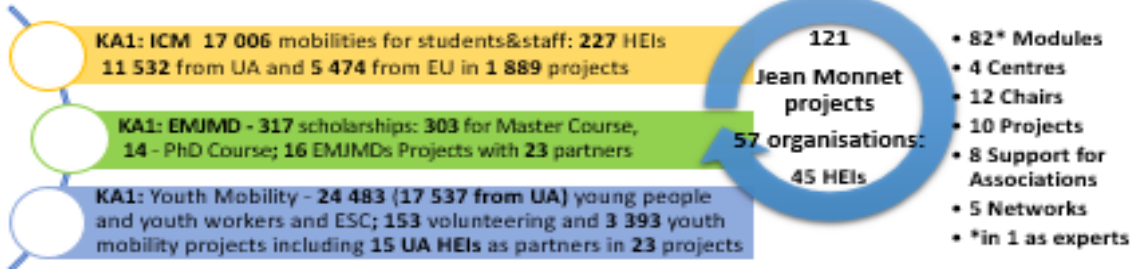 KA1: ICM 17 006 mobilities for students&staff: 227 HEIs
11 532 from UA and 5 474 from EU in 1 889 projects
KA1: EMJMD - 317 scholarships: 303 for Master Course,
14 - PhD Course; 16 EMJMDs Projects with 23 partners
KA1: Youth Mobility - 24 483 (17 537 from UA) young people
and youth workers and ESC; 153 volunteering and 3 393 youth
mobility projects including 15 UA HEIs as partners in 23 projects
121
Jean Monnet
projects
57 organisations:
45 HEIs
• 82* Modules
• 4 Centres
• 12 Chairs
• 10 Projects
• 8 Support for
Associations
• 5 Networks
• *in 1 as experts